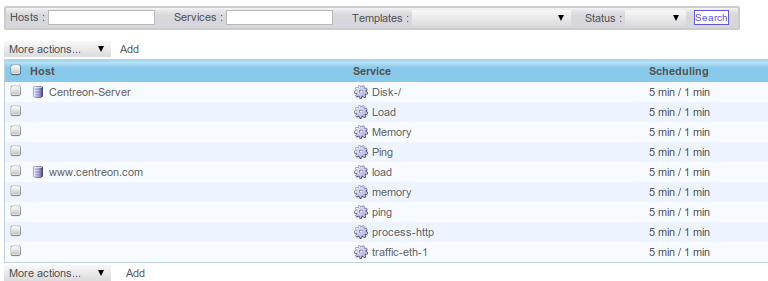 Hosts : Services : Templates : Status : Search
More actions... Add
Host Service Scheduling
Centreon-Server Disk-/ 5 min / 1 min
Load 5 min / 1 min
Memory 5 min / 1 min
Ping 5 min / 1 min
www.centreon.com load 5 min / 1 min
memory 5 min / 1 min
ping 5 min / 1 min
process-http 5 min / 1 min
traffic-eth-1 5 min / 1 min
More actions... Add